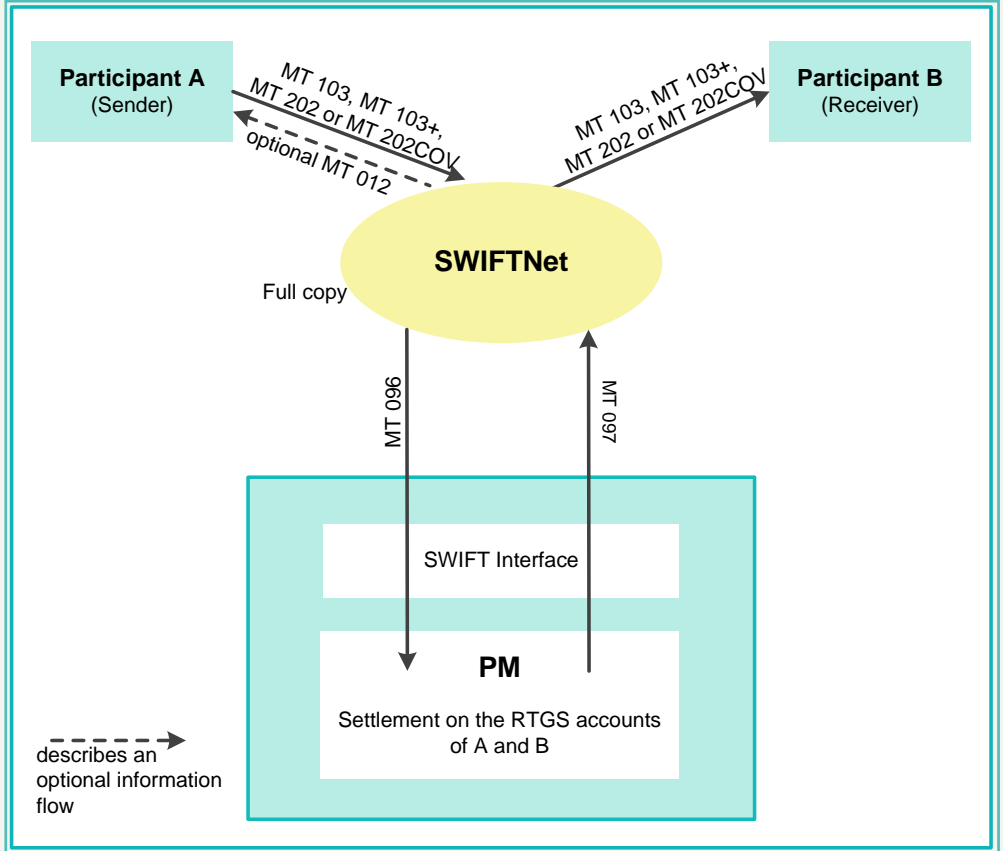 Participant A
(Sender)
MT 103, MT 103+,
MT 202 or MT 202COV
optional MT 012
MT 103, MT 103+,
MT 202 or MT 202COV
Participant B
(Receiver)
SWIFTNet
Full copy
MT 096
MT 097
SWIFT Interface
PM
Settlement on the RTGS accounts
of A and B
describes an
optional information
flow